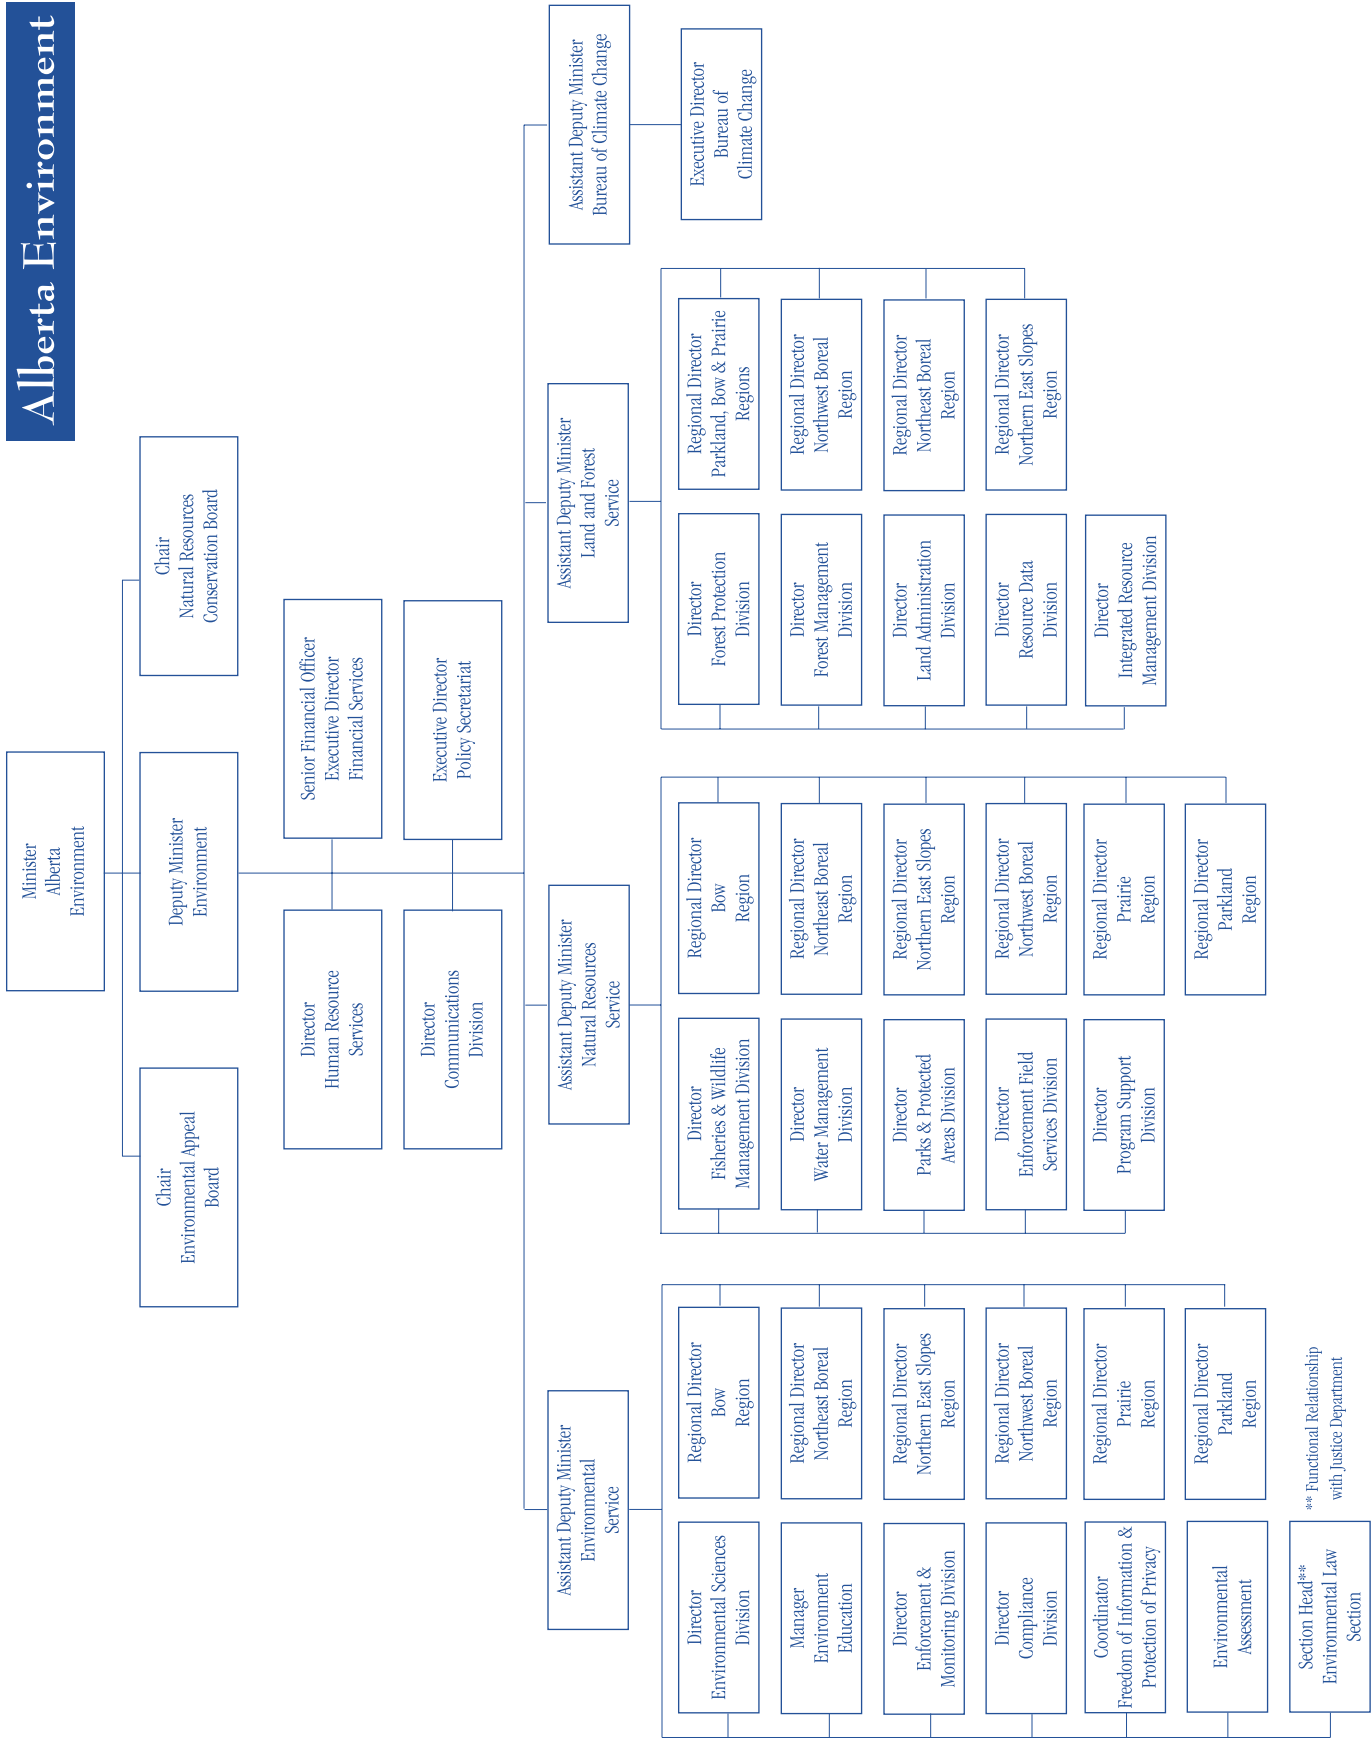 Alberta Environment
Minister
Alberta
Environment
Chair
Environmental Appeal
Board
Deputy Minister
Environment
Chair
Natural Resources
Conservation Board
Director
Human Resource
Services
Senior Financial Officer
Executive Director
Financial Services
Director
Communications
Division
Executive Director
Policy Secretariat
Assistant Deputy Minister
Environmental
Service
Assistant Deputy Minister
Natural Resources
Service
Assistant Deputy Minister
Land and Forest
Service
Assistant Deputy Minister
Bureau of Climate Change
Director
Environmental Sciences
Division
Regional Director
Bow
Region
Manager
Environment
Education
Regional Director
Northeast Boreal
Region
Director
Enforcement &
Monitoring Division
Regional Director
Northern East Slopes
Region
Director
Compliance
Division
Regional Director
Northwest Boreal
Region
Coordinator
Freedom of Information &
Protection of Privacy
Regional Director
Prairie
Region
Environmental
Assessment
Regional Director
Parkland
Region
Section Head**
Environmental Law
Section
** Functional Relationship
with Justice Department
Director
Fisheries & Wildlife
Management Division
Regional Director
Bow
Region
Director
Water Management
Division
Regional Director
Northeast Boreal
Region
Director
Parks & Protected
Areas Division
Regional Director
Northern East Slopes
Region
Director
Enforcement Field
Services Division
Regional Director
Northwest Boreal
Region
Director
Program Support
Division
Regional Director
Prairie
Region
Regional Director
Parkland
Region
Director
Forest Protection
Division
Regional Director
Parkland, Bow & Prairie
Regions
Director
Forest Management
Division
Regional Director
Northwest Boreal
Region
Director
Land Administration
Division
Regional Director
Northeast Boreal
Region
Director
Resource Data
Division
Regional Director
Northern East Slopes
Region
Director
Integrated Resource
Management Division
Executive Director
Bureau of
Climate Change